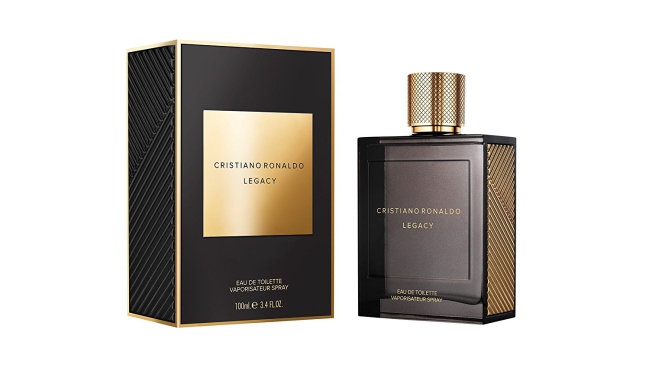 CRISTIANO RONALDO
LEGACY
EAU DE TOILETTE
VAPORISATEUR SPRAY
100ml ℮ 3.4 FL.OZ.
CRISTIANO RONALDO
LEGACY
EAU DE TOILETTE
VAPORISATEUR SPRAY